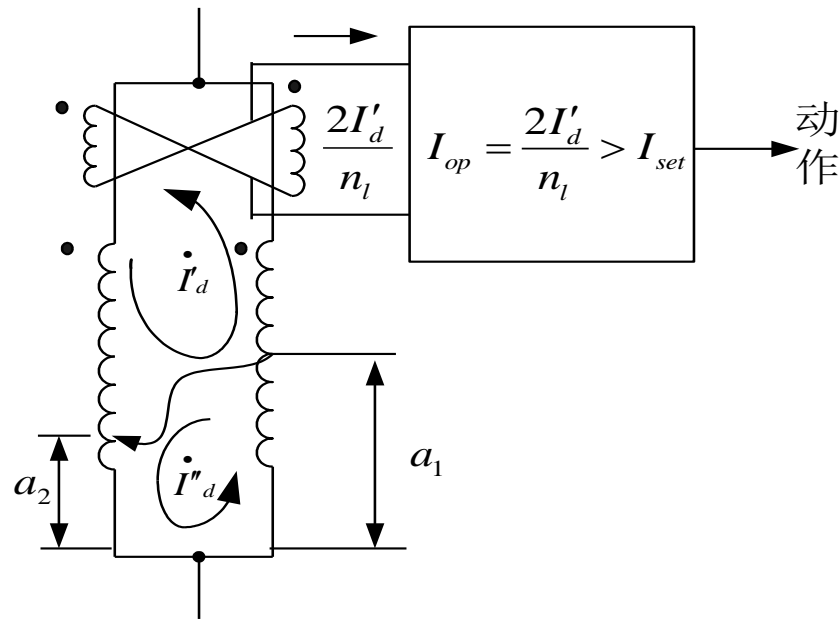 2I'_d / n_l
I_op = 2I'_d / n_l > I_set
动作
İ'_d
a_1
a_2
İ''_d